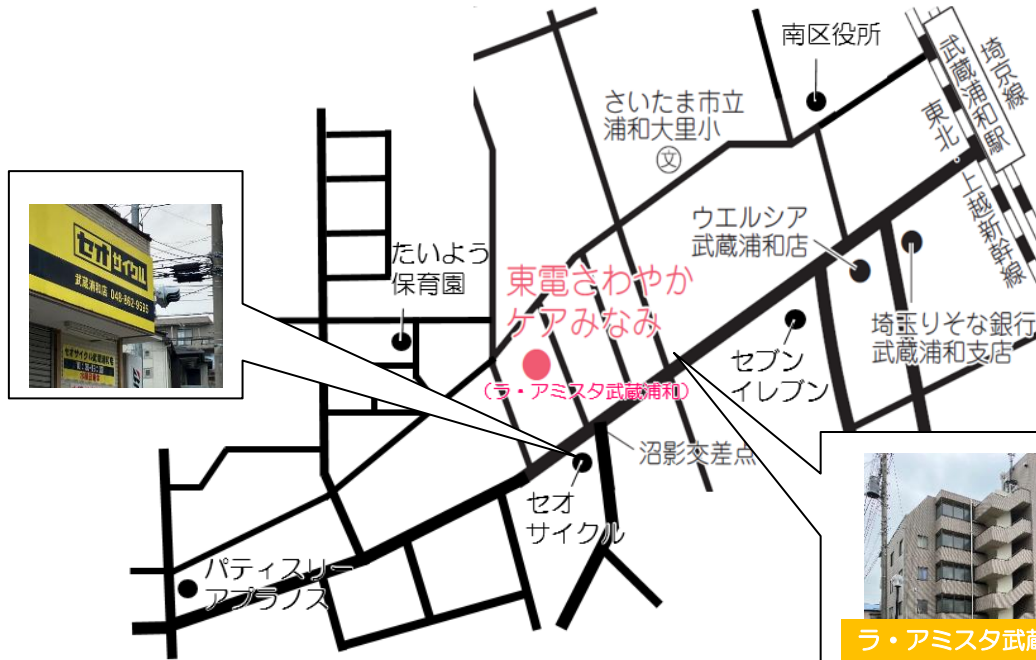 南区役所
埼京線
武蔵浦和駅
東北・上越新幹線
さいたま市立
浦和大里小
文
ウエルシア
武蔵浦和店
たいよう
保育園
東電さわやか
ケアみなみ
(ラ・アミスタ武蔵浦和)
埼玉りそな銀行
武蔵浦和支店
セブン
イレブン
沼影交差点
セオ
サイクル
パティスリー
アプラノス
セオサイクル
武蔵浦和店 048-862-9595
ラ・アミスタ武蔵